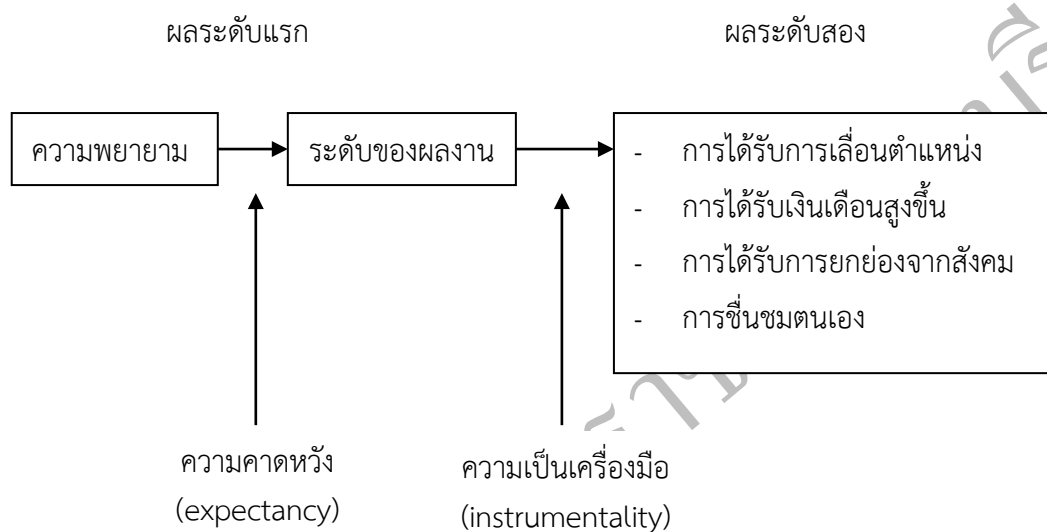 ผลระดับแรก
ผลระดับสอง
ความพยายาม
ระดับของผลงาน
- การได้รับการเลื่อนตำแหน่ง
- การได้รับเงินเดือนสูงขึ้น
- การได้รับการยกย่องจากสังคม
- การชื่นชมตนเอง
ความคาดหวัง
(expectancy)
ความเป็นเครื่องมือ
(instrumentality)